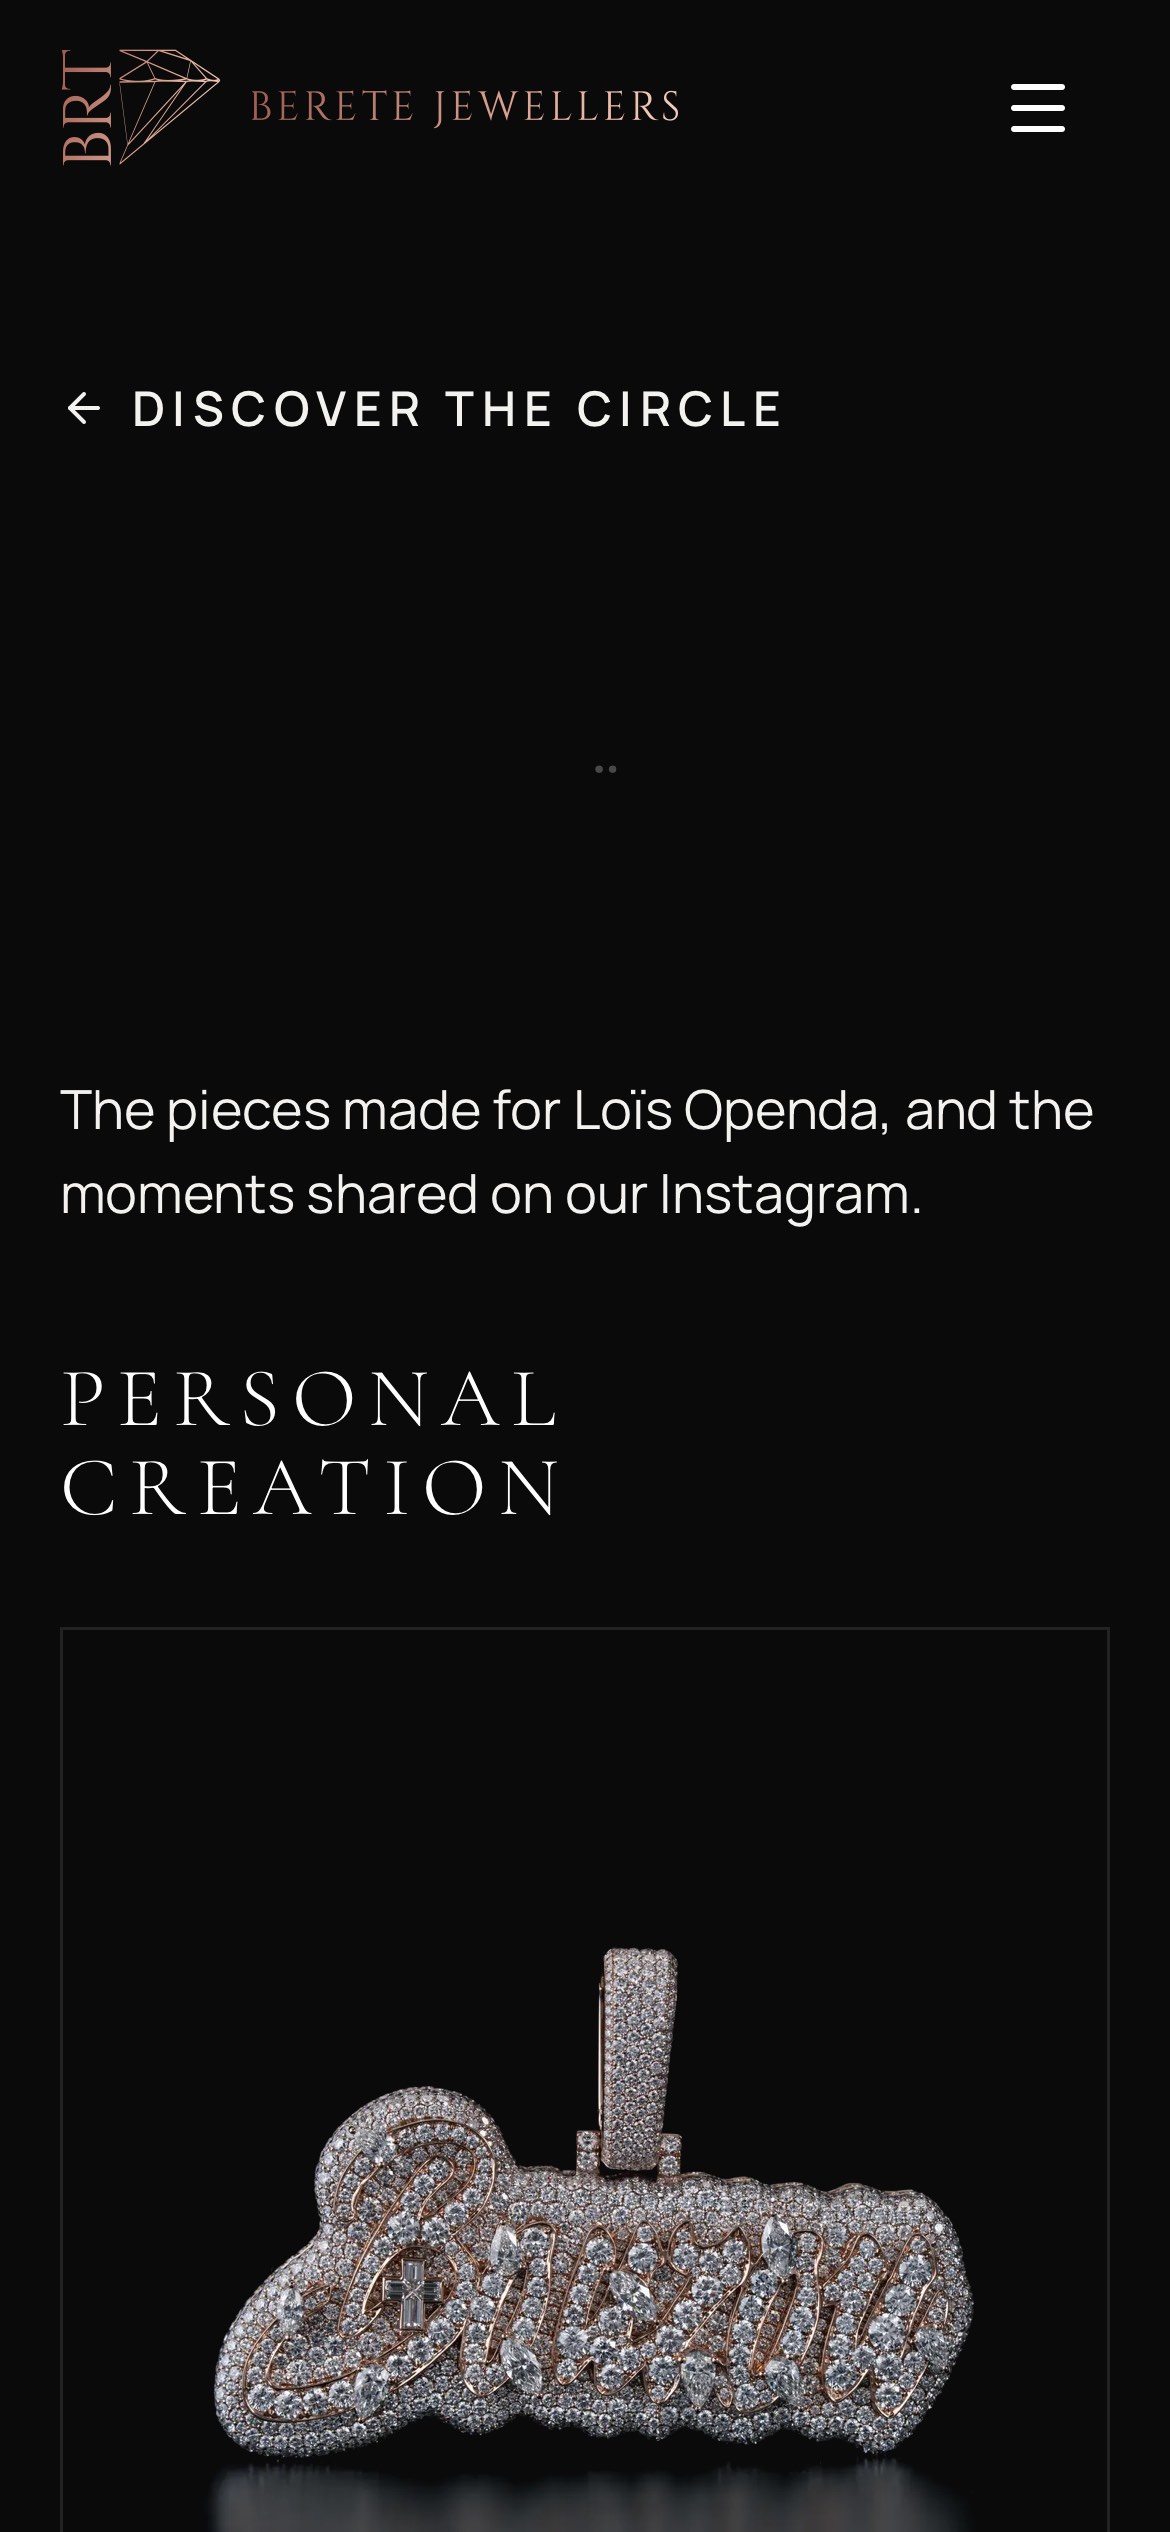 BRT
BERETE JEWELLERS
← DISCOVER THE CIRCLE
The pieces made for Loïs Openda, and the
moments shared on our Instagram.
PERSONAL
CREATION